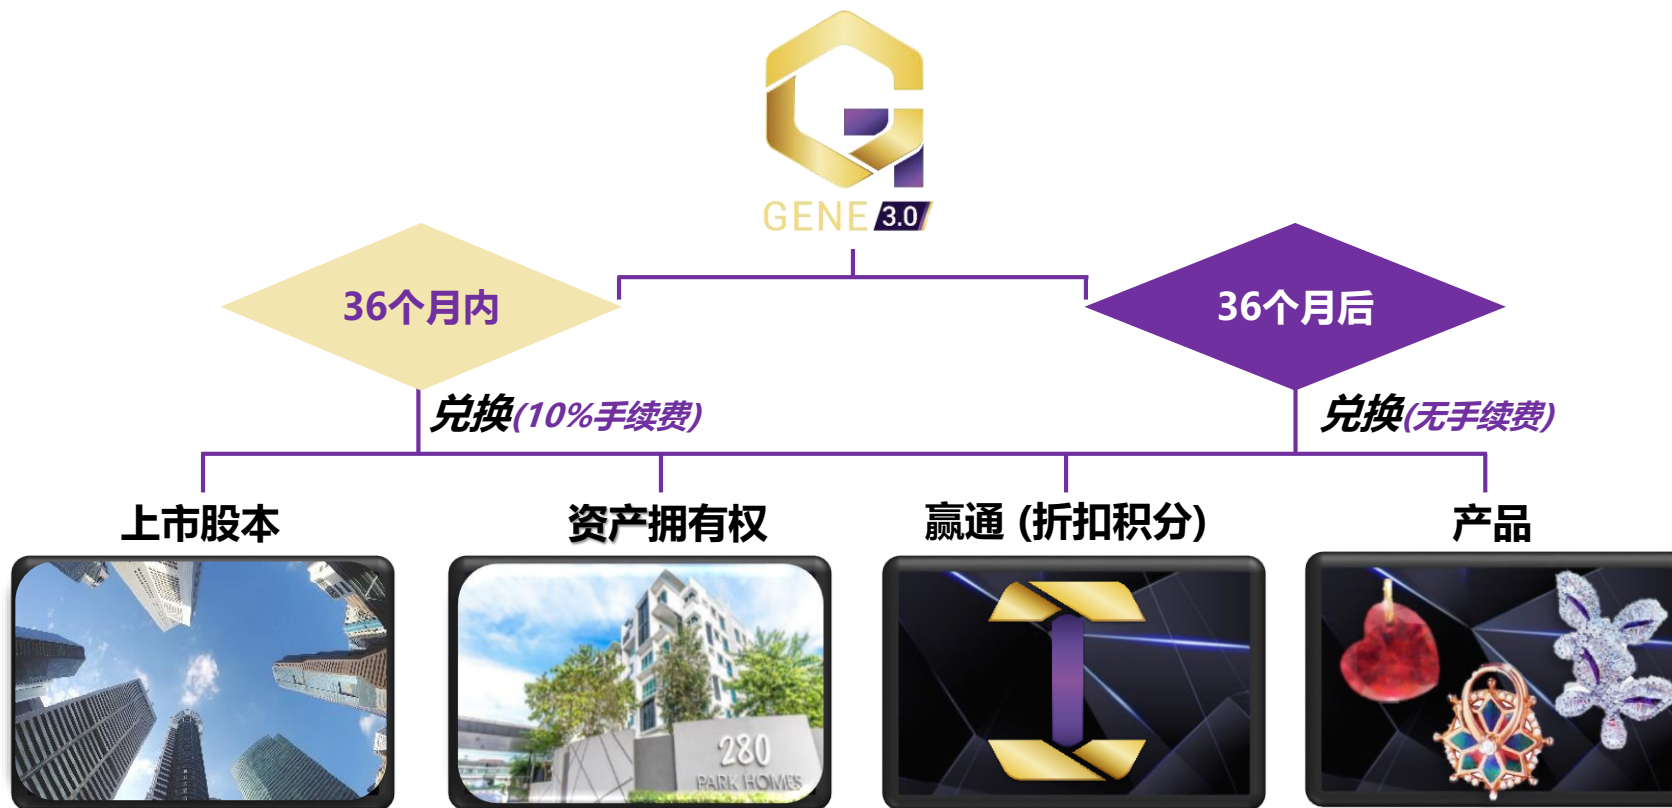 GENE 3.0
36个月内
36个月后
兑换(10%手续费)
兑换(无手续费)
上市股本
资产拥有权
赢通 (折扣积分)
产品
280
PARK HOMES